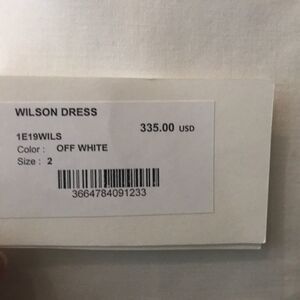 WILSON DRESS
335.00 USD
1E19WILS
Color : OFF WHITE
Size : 2
3664784091233